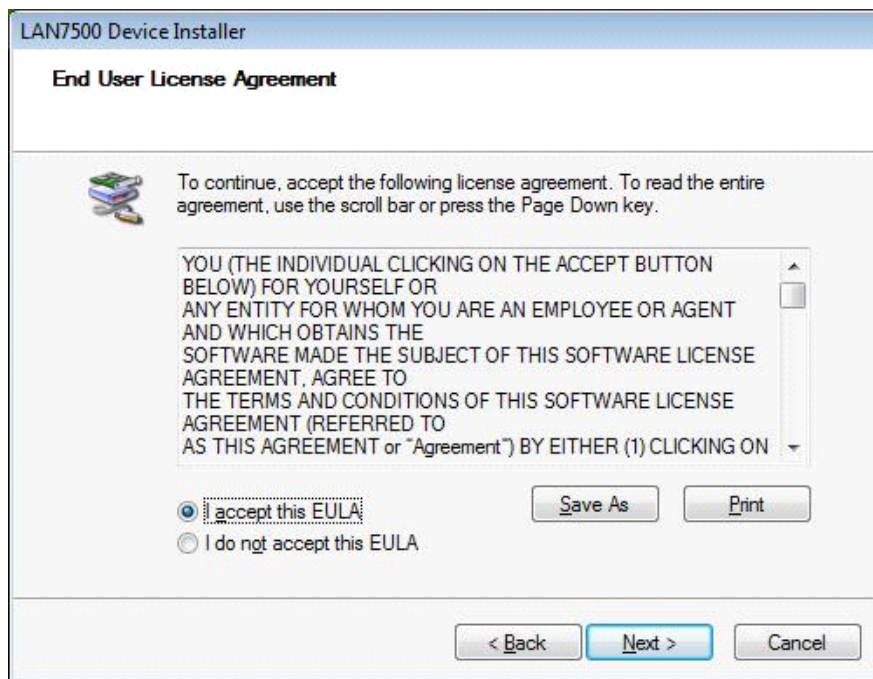 LAN7500 Device Installer
End User License Agreement
To continue, accept the following license agreement. To read the entire
agreement, use the scroll bar or press the Page Down key.
YOU (THE INDIVIDUAL CLICKING ON THE ACCEPT BUTTON
BELOW) FOR YOURSELF OR
ANY ENTITY FOR WHOM YOU ARE AN EMPLOYEE OR AGENT
AND WHICH OBTAINS THE
SOFTWARE MADE THE SUBJECT OF THIS SOFTWARE LICENSE
AGREEMENT, AGREE TO
THE TERMS AND CONDITIONS OF THIS SOFTWARE LICENSE
AGREEMENT (REFERRED TO
AS THIS AGREEMENT or “Agreement”) BY EITHER (1) CLICKING ON
I accept this EULA
Save As
Print
I do not accept this EULA
< Back
Next >
Cancel